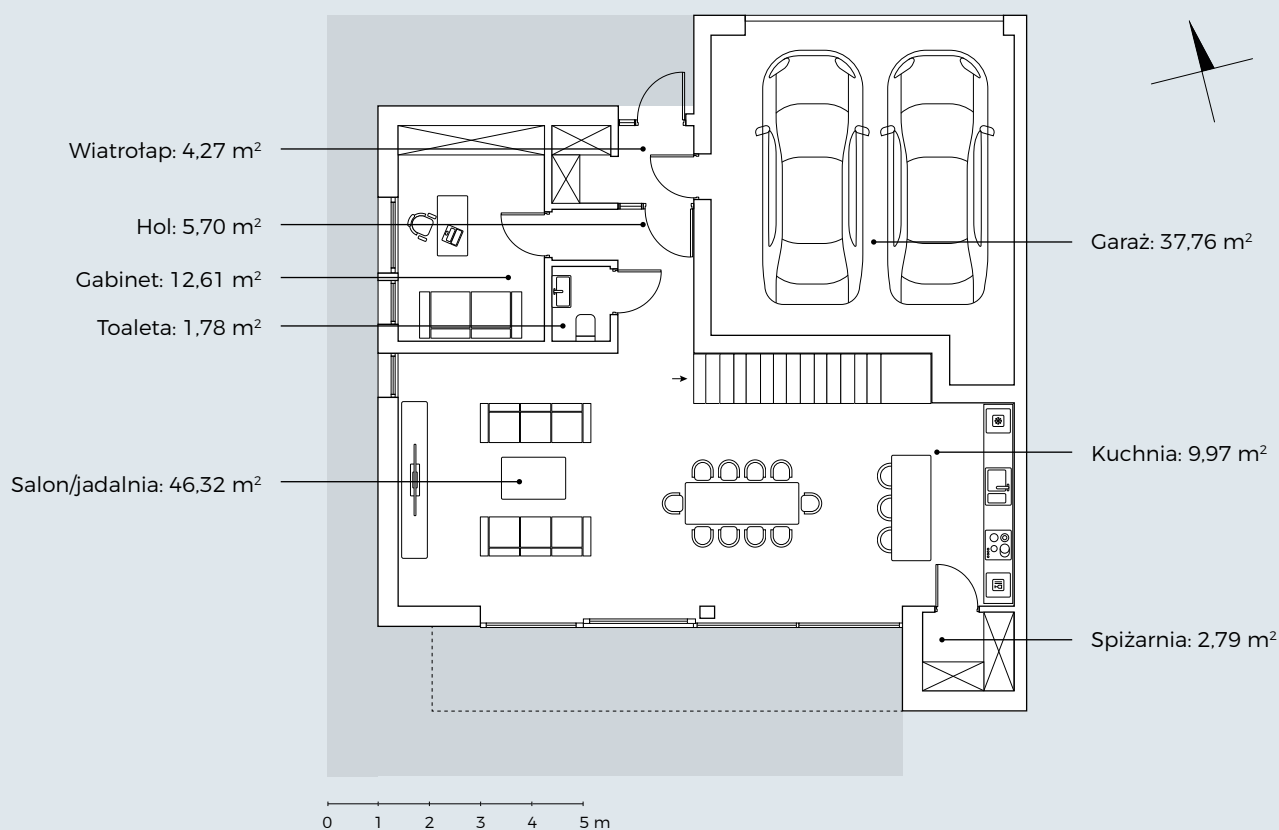 Wiatrołap: 4,27 m²
Hol: 5,70 m²
Gabinet: 12,61 m²
Toaleta: 1,78 m²
Salon/jadalnia: 46,32 m²
Garaż: 37,76 m²
Kuchnia: 9,97 m²
Spiżarnia: 2,79 m²
0 1 2 3 4 5 m